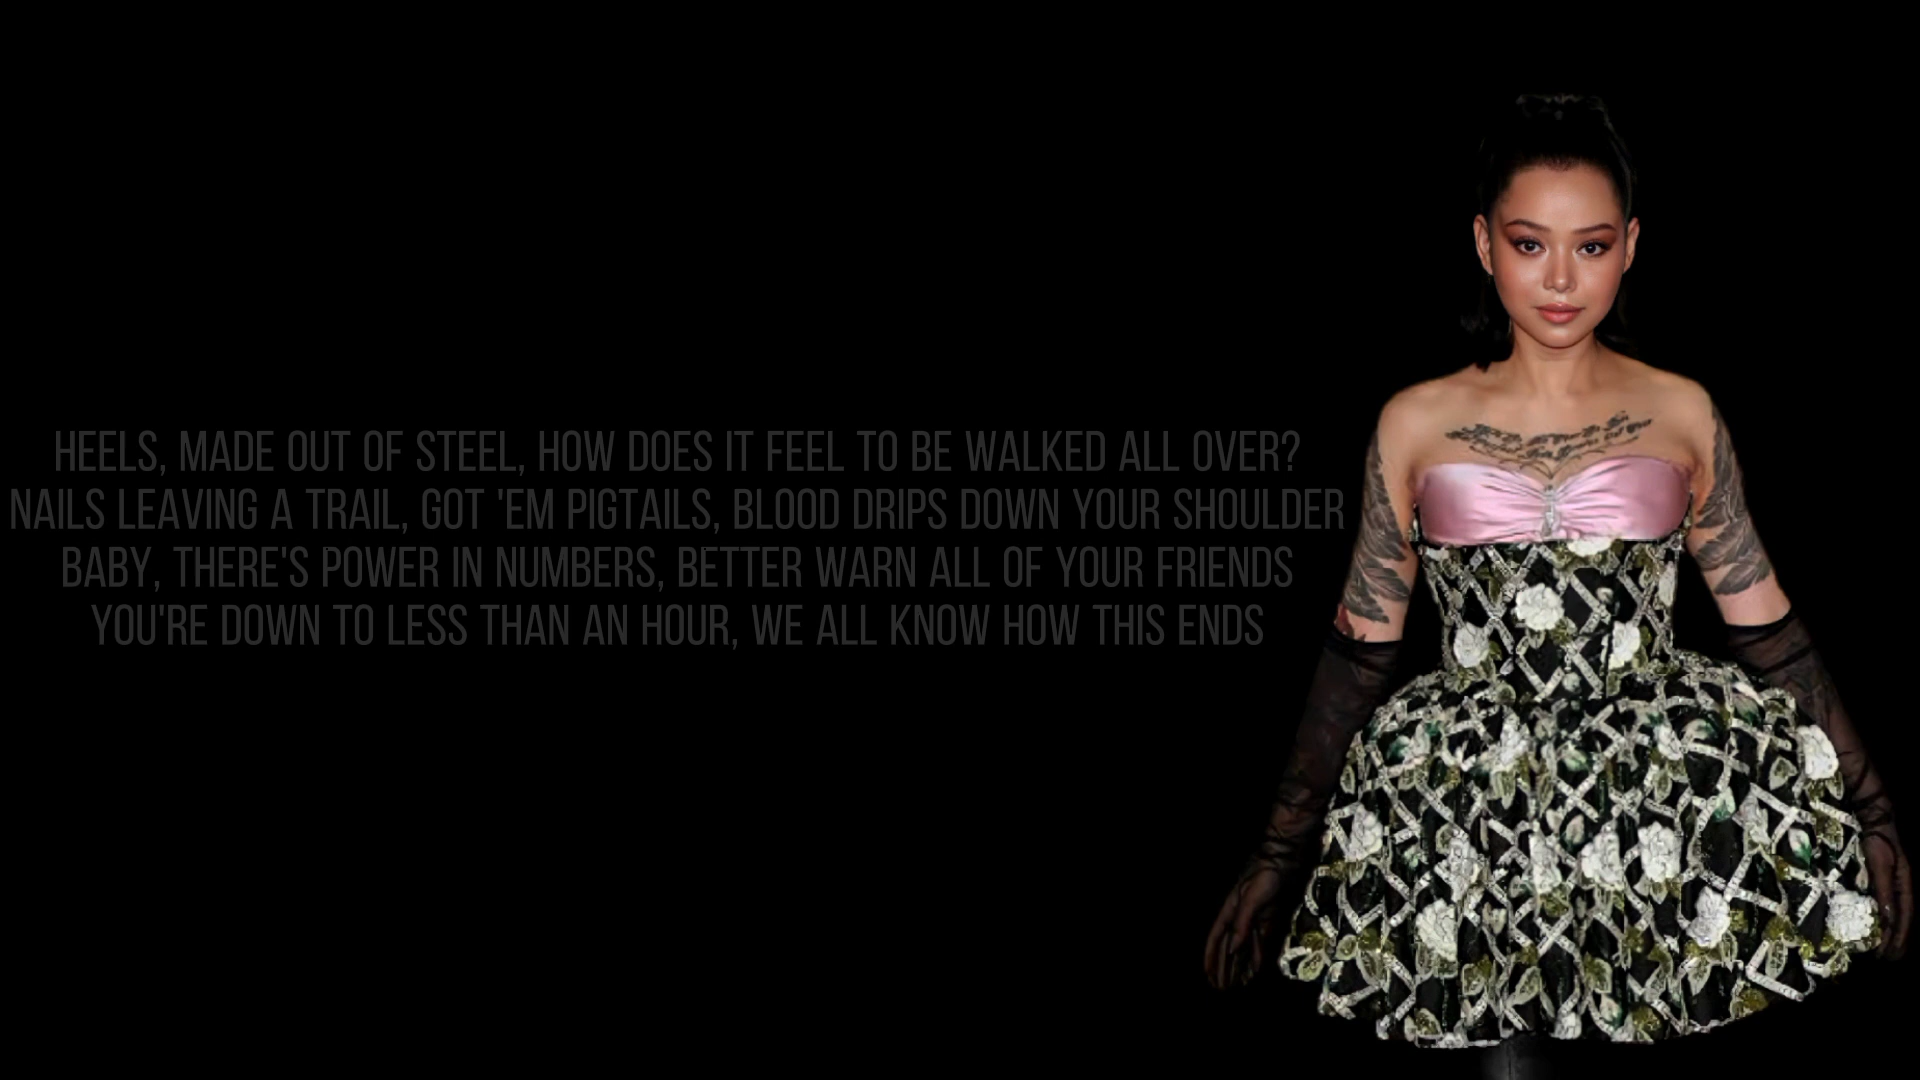 HEELS, MADE OUT OF STEEL, HOW DOES IT FEEL TO BE WALKED ALL OVER?
NAILS LEAVING A TRAIL, GOT 'EM PIGTAILS, BLOOD DRIPS DOWN YOUR SHOULDER
BABY, THERE'S POWER IN NUMBERS, BETTER WARN ALL OF YOUR FRIENDS
YOU'RE DOWN TO LESS THAN AN HOUR, WE ALL KNOW HOW THIS ENDS